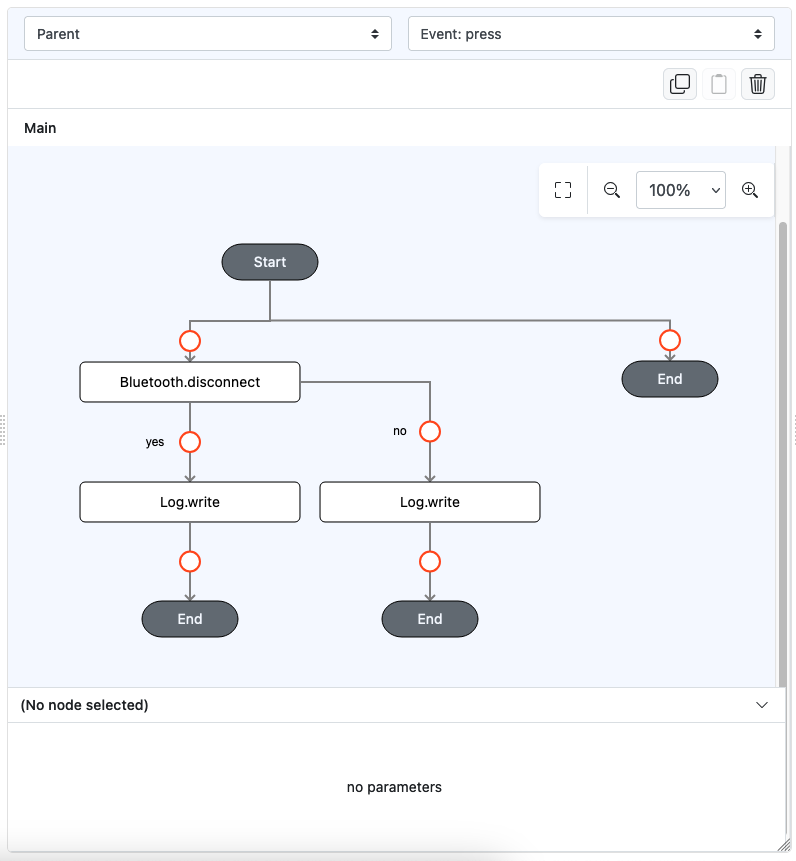 Parent
Event: press
Main
100%
Start
Bluetooth.disconnect
End
yes
no
Log.write
Log.write
End
End
(No node selected)
no parameters